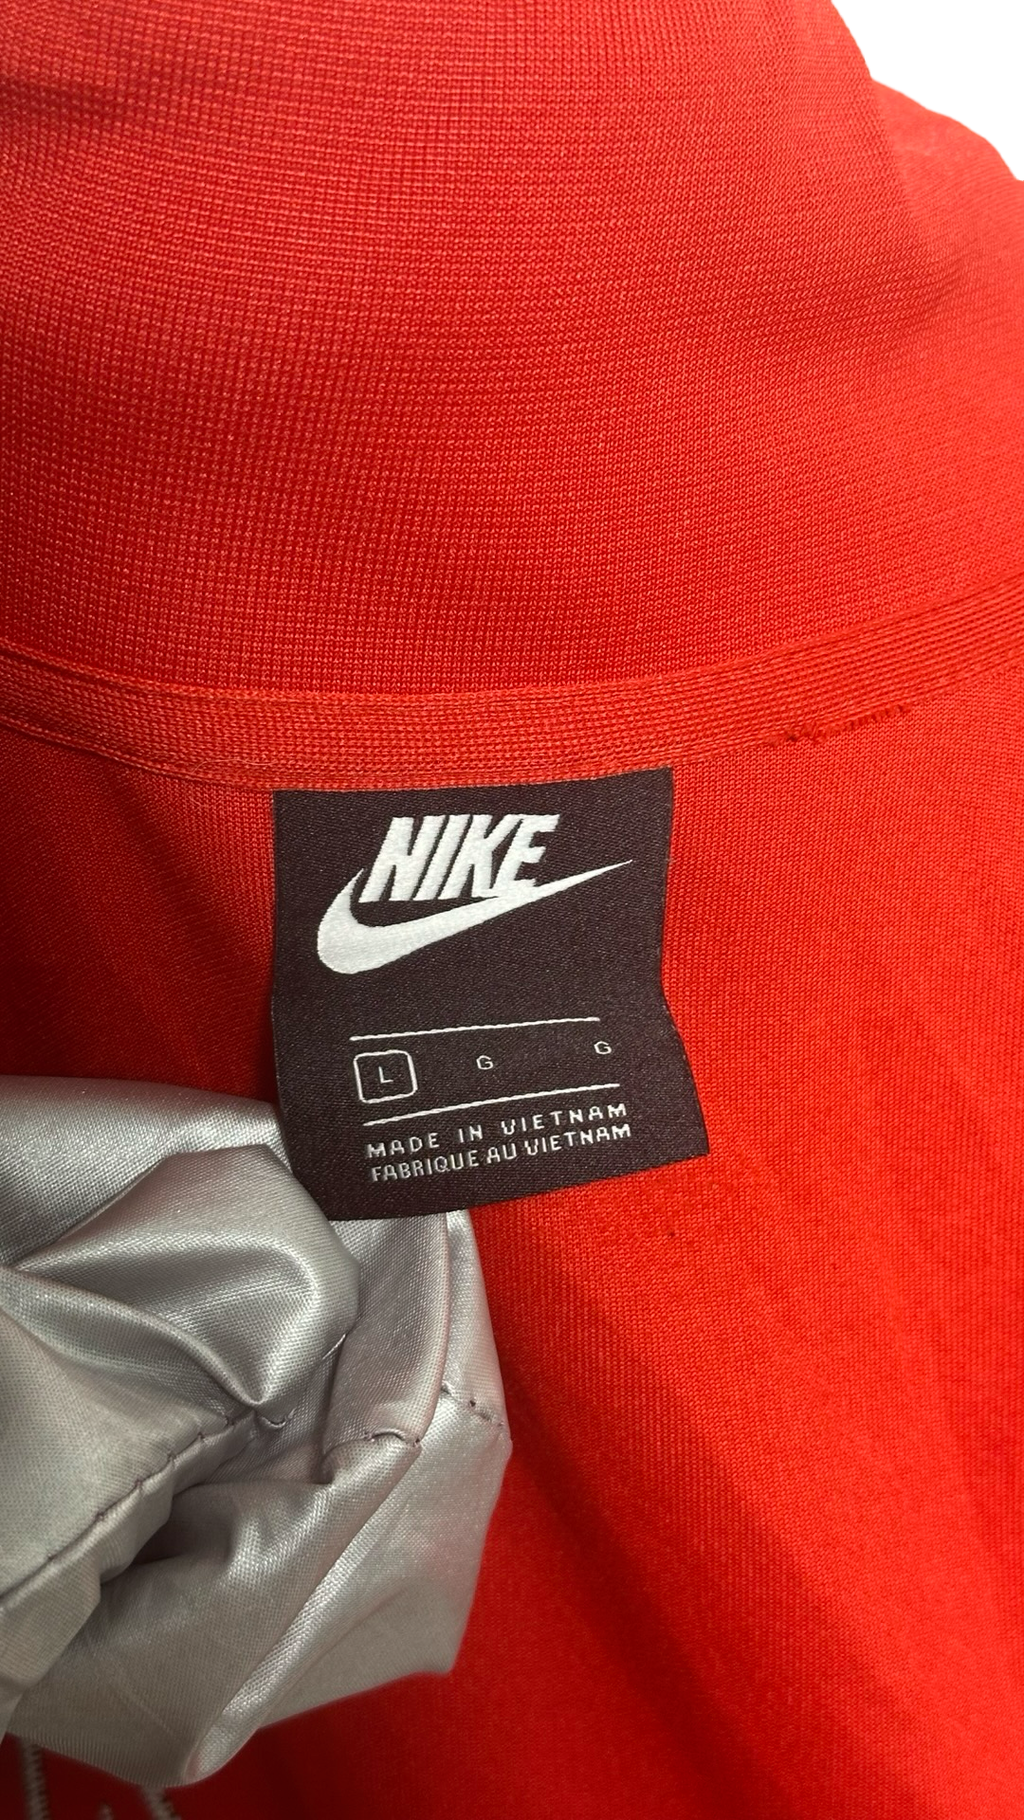 NIKE
L G G
MADE IN VIETNAM
FABRIQUE AU VIETNAM